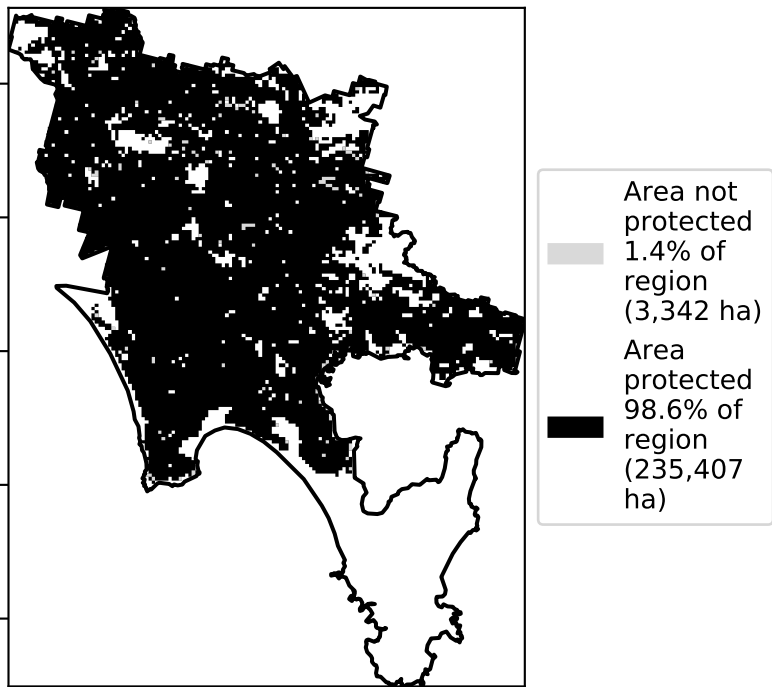 Area not
protected
1.4% of
region
(3,342 ha)
Area
protected
98.6% of
region
(235,407
ha)